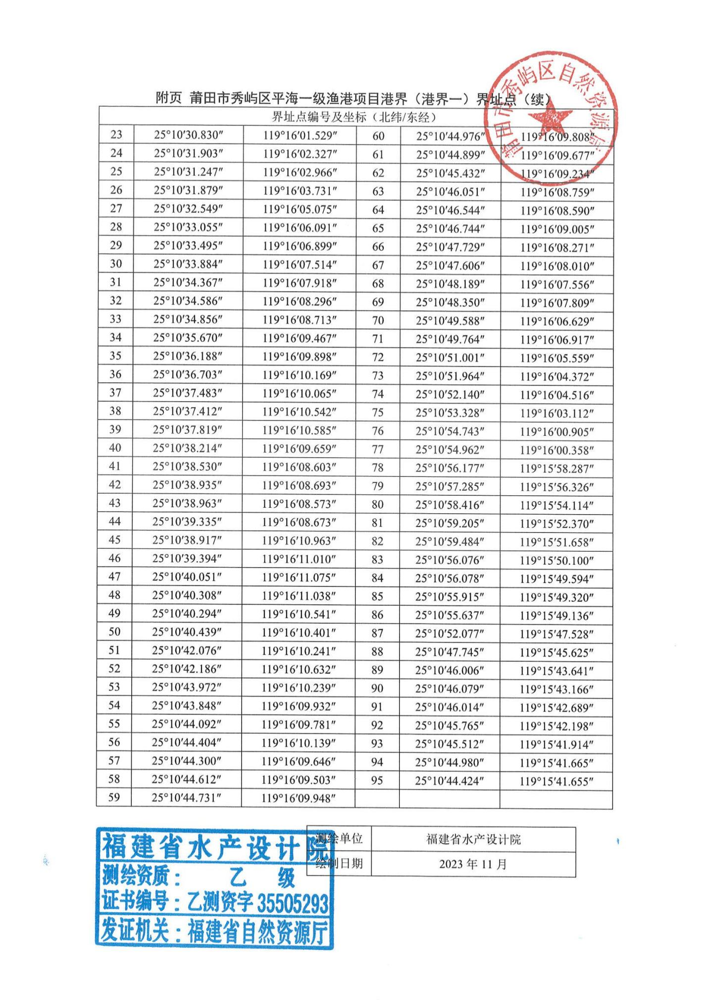 附页 莆田市秀屿区平海一级渔港项目港界（港界一）界址点（续）
莆田市秀屿区自然资源局
界址点编号及坐标（北纬/东经）
23 25°10′30.830″ 119°16′01.529″ 60 25°10′44.976″ 119°16′09.808″
24 25°10′31.903″ 119°16′02.327″ 61 25°10′44.899″ 119°16′09.677″
25 25°10′31.247″ 119°16′02.966″ 62 25°10′45.432″ 119°16′09.234″
26 25°10′31.879″ 119°16′03.731″ 63 25°10′46.051″ 119°16′08.759″
27 25°10′32.549″ 119°16′05.075″ 64 25°10′46.544″ 119°16′08.590″
28 25°10′33.055″ 119°16′06.091″ 65 25°10′46.744″ 119°16′09.005″
29 25°10′33.495″ 119°16′06.899″ 66 25°10′47.729″ 119°16′08.271″
30 25°10′33.884″ 119°16′07.514″ 67 25°10′47.606″ 119°16′08.010″
31 25°10′34.367″ 119°16′07.918″ 68 25°10′48.189″ 119°16′07.556″
32 25°10′34.586″ 119°16′08.296″ 69 25°10′48.350″ 119°16′07.809″
33 25°10′34.856″ 119°16′08.713″ 70 25°10′49.588″ 119°16′06.629″
34 25°10′35.670″ 119°16′09.467″ 71 25°10′49.764″ 119°16′06.917″
35 25°10′36.188″ 119°16′09.898″ 72 25°10′51.001″ 119°16′05.559″
36 25°10′36.703″ 119°16′10.169″ 73 25°10′51.964″ 119°16′04.372″
37 25°10′37.483″ 119°16′10.065″ 74 25°10′52.140″ 119°16′04.516″
38 25°10′37.412″ 119°16′10.542″ 75 25°10′53.328″ 119°16′03.112″
39 25°10′37.819″ 119°16′10.585″ 76 25°10′54.743″ 119°16′00.905″
40 25°10′38.214″ 119°16′09.659″ 77 25°10′54.962″ 119°16′00.358″
41 25°10′38.530″ 119°16′08.603″ 78 25°10′56.177″ 119°15′58.287″
42 25°10′38.935″ 119°16′08.693″ 79 25°10′57.285″ 119°15′56.326″
43 25°10′38.963″ 119°16′08.573″ 80 25°10′58.416″ 119°15′54.114″
44 25°10′39.335″ 119°16′08.673″ 81 25°10′59.205″ 119°15′52.370″
45 25°10′38.917″ 119°16′10.963″ 82 25°10′59.484″ 119°15′51.658″
46 25°10′39.394″ 119°16′11.010″ 83 25°10′56.076″ 119°15′50.100″
47 25°10′40.051″ 119°16′11.075″ 84 25°10′56.078″ 119°15′49.594″
48 25°10′40.308″ 119°16′11.038″ 85 25°10′55.915″ 119°15′49.320″
49 25°10′40.294″ 119°16′10.541″ 86 25°10′55.637″ 119°15′49.136″
50 25°10′40.439″ 119°16′10.401″ 87 25°10′52.077″ 119°15′47.528″
51 25°10′42.076″ 119°16′10.241″ 88 25°10′47.745″ 119°15′45.625″
52 25°10′42.186″ 119°16′10.632″ 89 25°10′46.006″ 119°15′43.641″
53 25°10′43.972″ 119°16′10.239″ 90 25°10′46.079″ 119°15′43.166″
54 25°10′43.848″ 119°16′09.932″ 91 25°10′46.014″ 119°15′42.689″
55 25°10′44.092″ 119°16′09.781″ 92 25°10′45.765″ 119°15′42.198″
56 25°10′44.404″ 119°16′10.139″ 93 25°10′45.512″ 119°15′41.914″
57 25°10′44.300″ 119°16′09.646″ 94 25°10′44.980″ 119°15′41.665″
58 25°10′44.612″ 119°16′09.503″ 95 25°10′44.424″ 119°15′41.655″
59 25°10′44.731″ 119°16′09.948″
测绘单位 福建省水产设计院
绘制日期 2023 年 11 月
福建省水产设计院
测绘资质： 乙 级
证书编号：乙测资字 35505293
发证机关：福建省自然资源厅